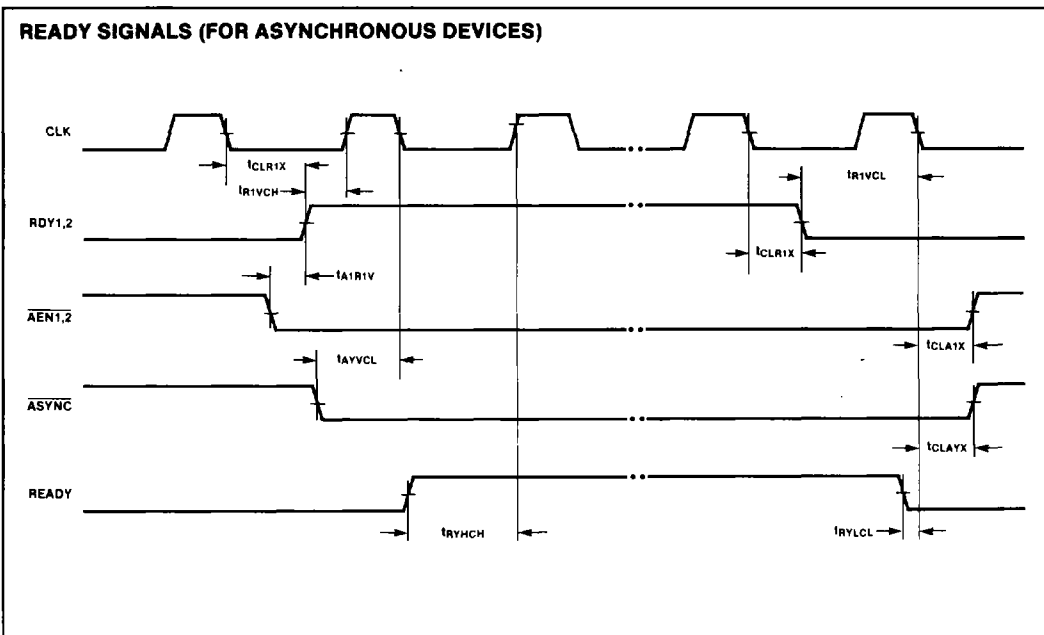 READY SIGNALS (FOR ASYNCHRONOUS DEVICES)
CLK
tCLR1X
tR1VCH
tR1VCL
RDY1,2
tCLR1X
tA1R1V
AEN1,2
tAYVCL
tCLA1X
ASYNC
tCLAYX
READY
tRYHCH
tRYLCL